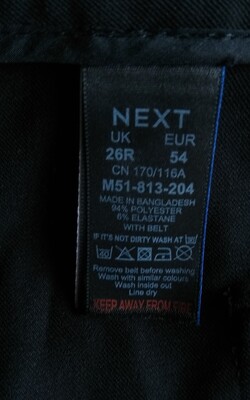 NEXT
UK EUR
26R 54
CN 170/116A
M51-813-204
MADE IN BANGLADESH
94% POLYESTER
6% ELASTANE
WITH BELT
IF IT'S NOT DIRTY WASH AT 30
Remove belt before washing
Wash with similar colours
Wash inside out
Line dry
KEEP AWAY FROM FIRE